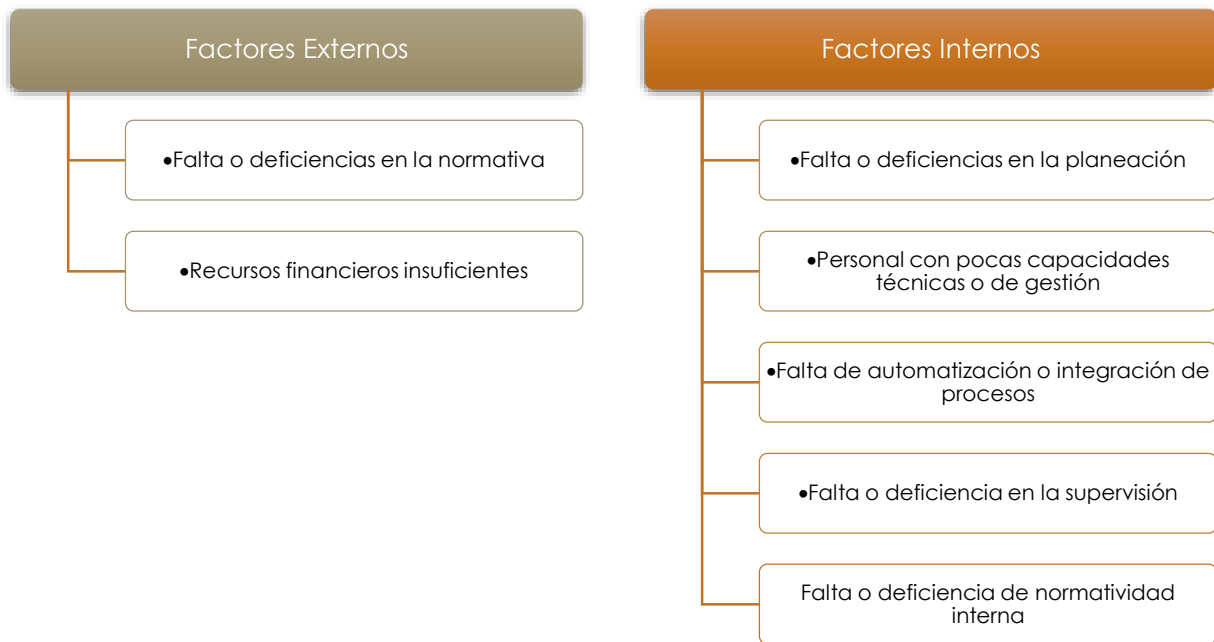 Factores Externos
•Falta o deficiencias en la normativa
•Recursos financieros insuficientes
Factores Internos
•Falta o deficiencias en la planeación
•Personal con pocas capacidades
técnicas o de gestión
•Falta de automatización o integración de
procesos
•Falta o deficiencia en la supervisión
Falta o deficiencia de normatividad
interna